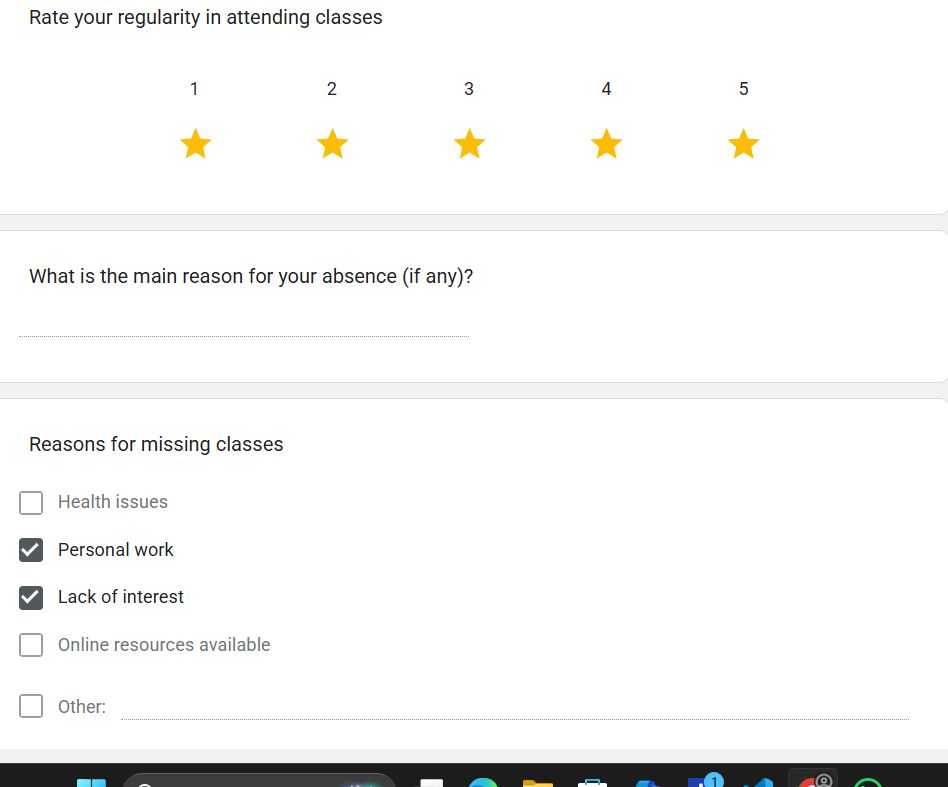 Rate your regularity in attending classes
1 2 3 4 5
What is the main reason for your absence (if any)?
Reasons for missing classes
Health issues
Personal work
Lack of interest
Online resources available
Other:
1